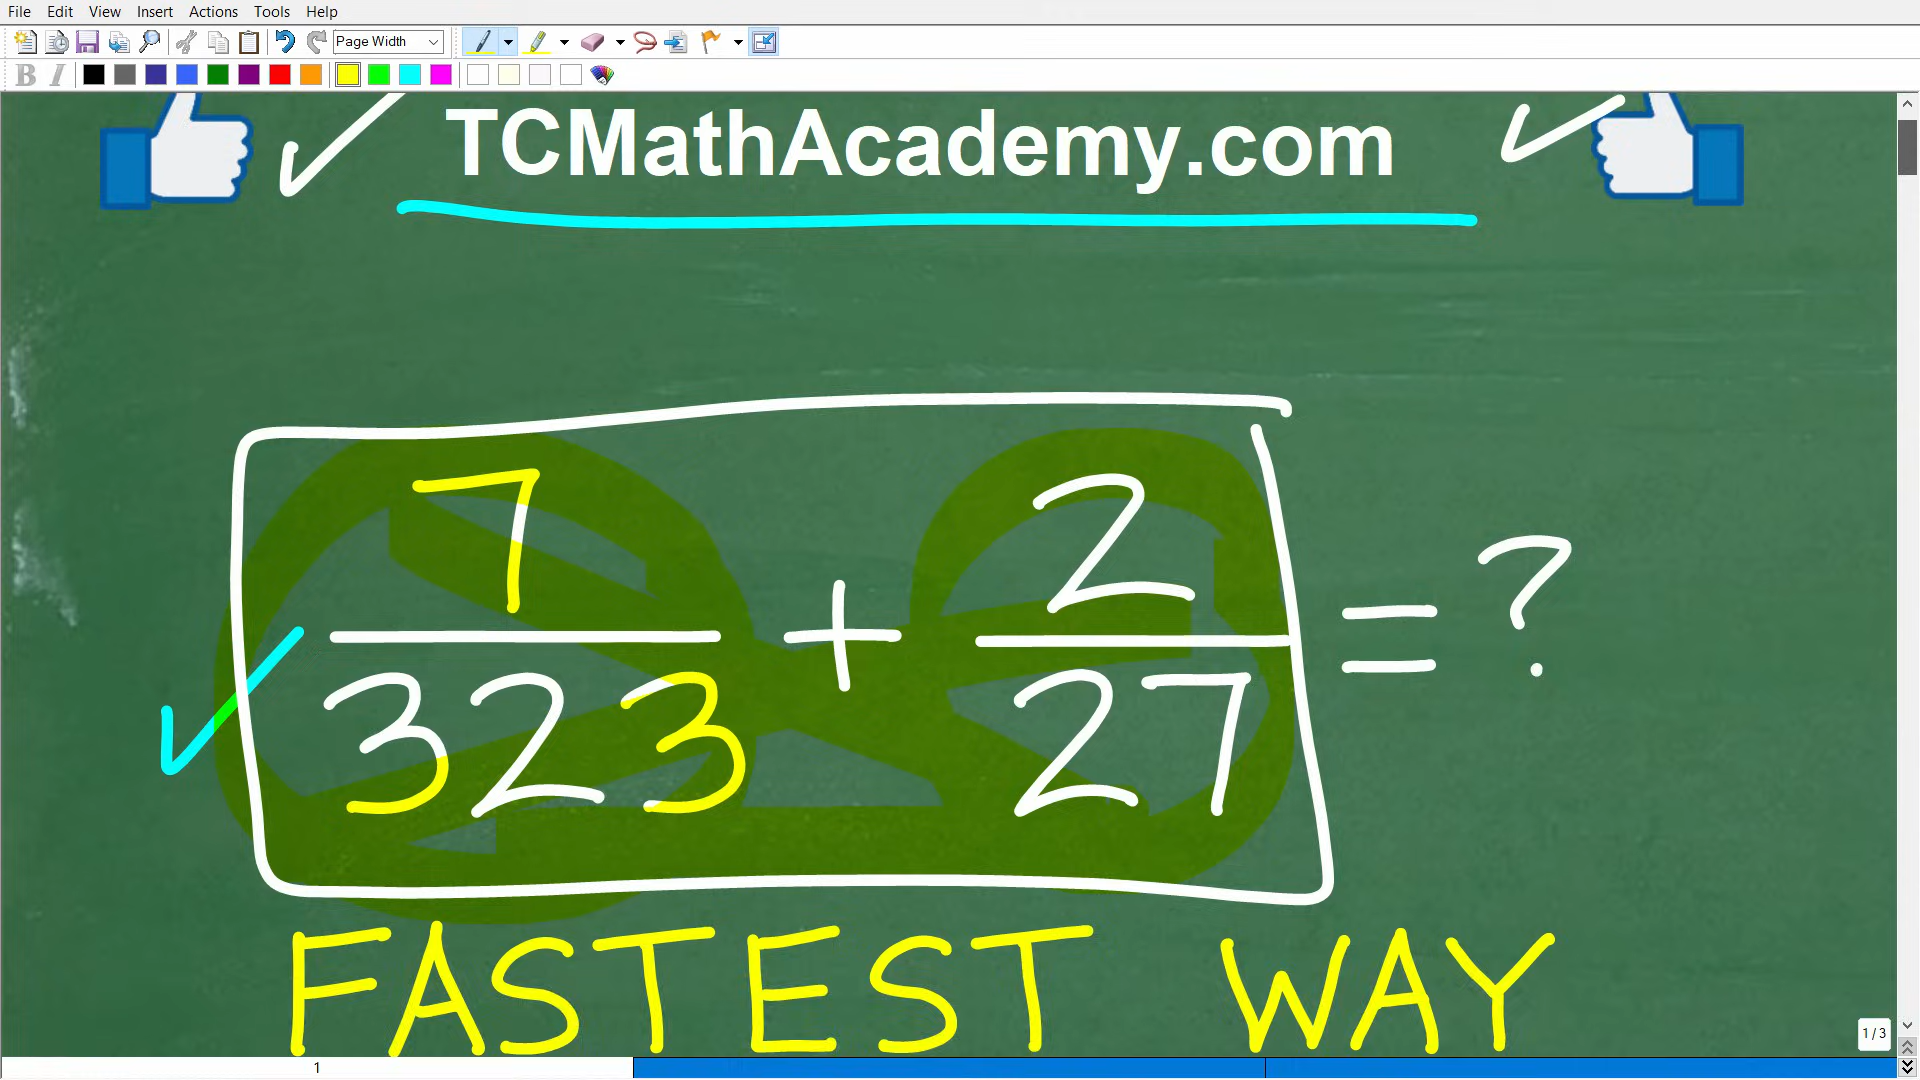 File Edit View Insert Actions Tools Help
Page Width
B I
TCMathAcademy.com
7/323 + 2/27 = ?
FASTEST WAY
1 / 3
1